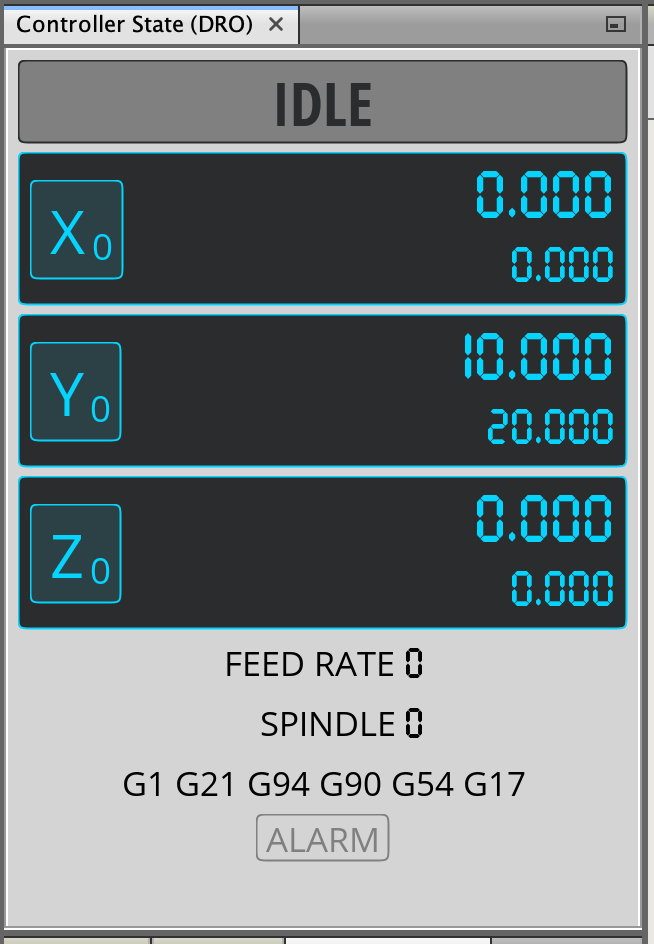 Controller State (DRO) ×
IDLE
X0 0.000
0.000
Y0 10.000
20.000
Z0 0.000
0.000
FEED RATE 0
SPINDLE 0
G1 G21 G94 G90 G54 G17
ALARM